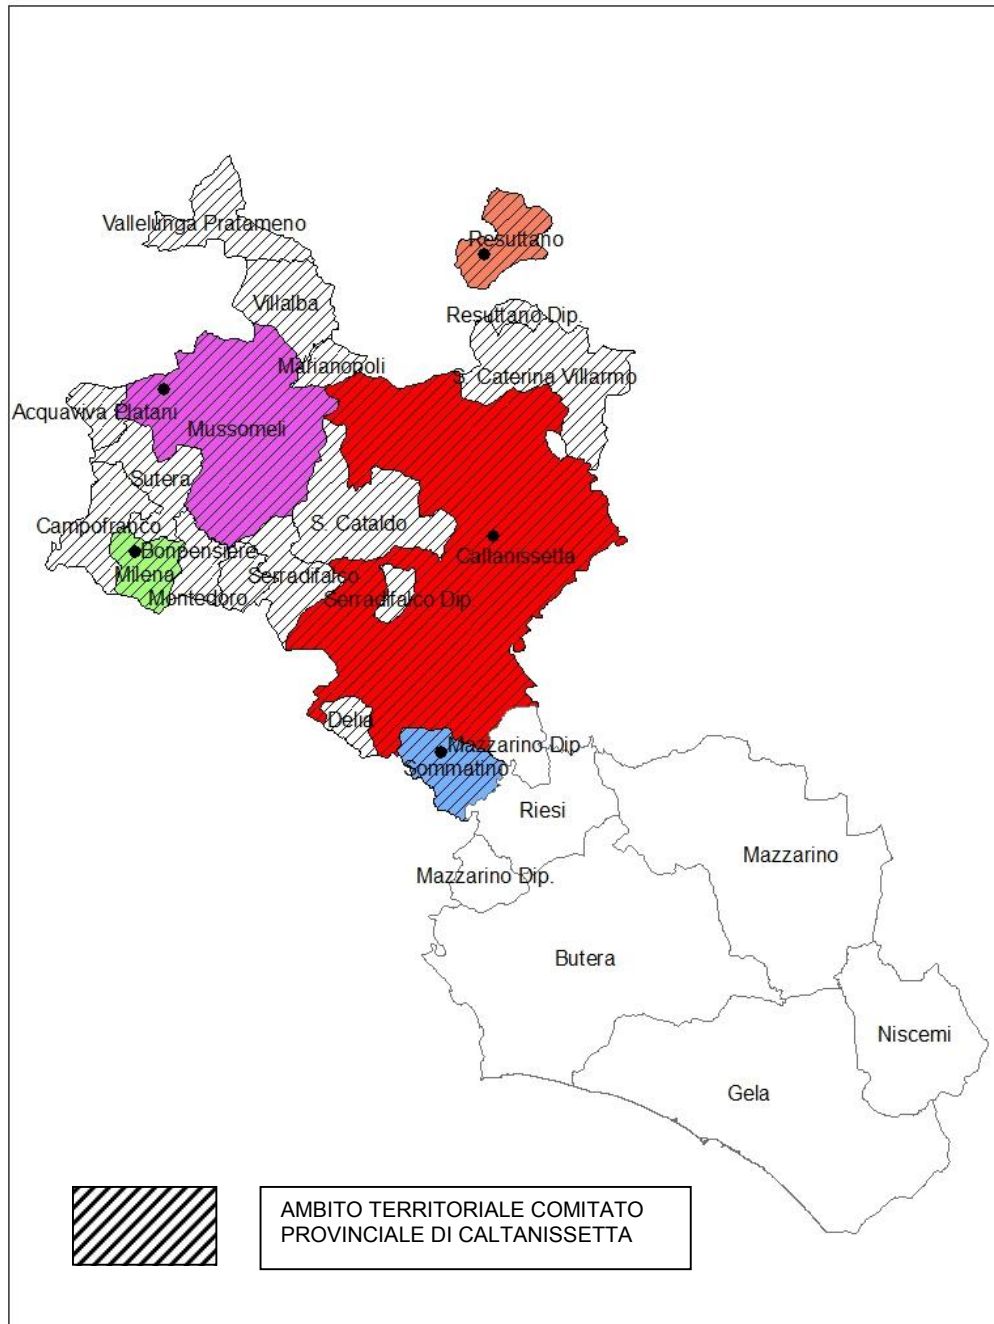 Vallelunga Pratameno
Resuttano
Villalba
Resuttano Dip.
Marianopoli
S. Caterina Villarmo
Acquaviva Platani
Mussomeli
Sutera
S. Cataldo
Campofranco
Bonpensiere
Caltanissetta
Milena
Serradifalco
Montedoro
Serradifalco Dip.
Delia
Mazzarino Dip
Sommatino
Riesi
Mazzarino
Mazzarino Dip.
Butera
Niscemi
Gela
AMBITO TERRITORIALE COMITATO
PROVINCIALE DI CALTANISSETTA